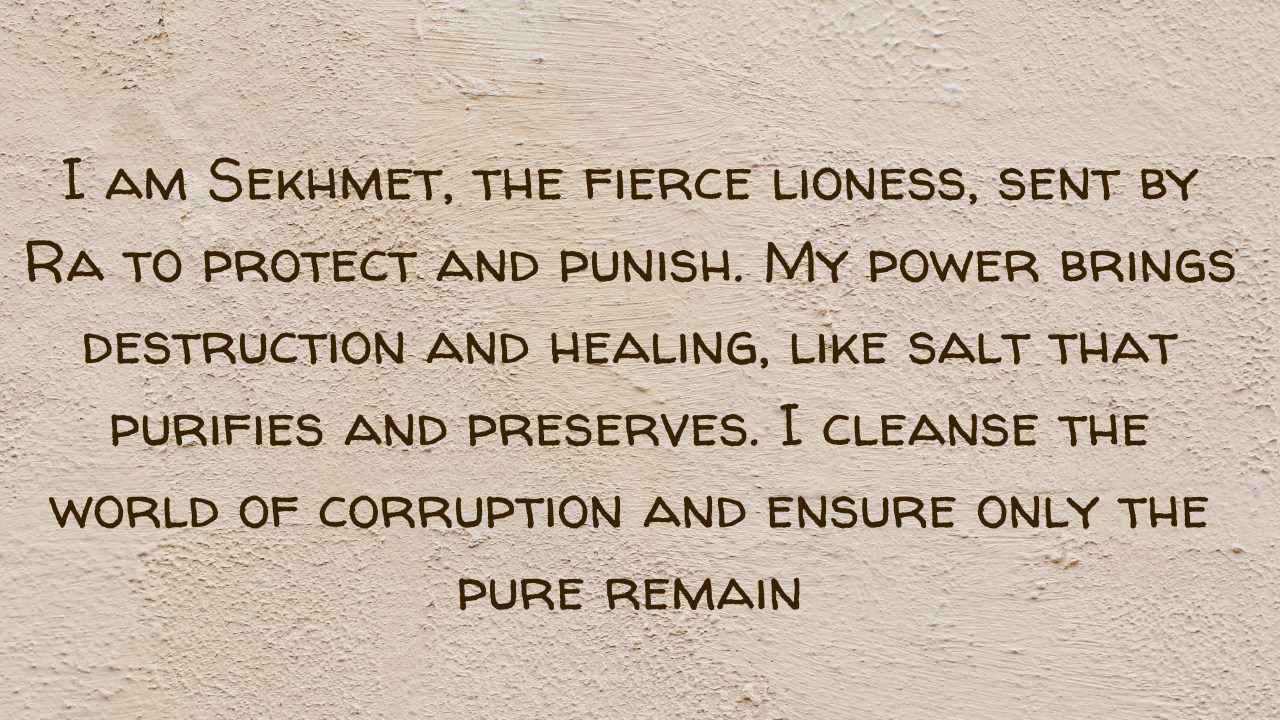 I am Sekhmet, the fierce lioness, sent by
Ra to protect and punish. My power brings
destruction and healing, like salt that
purifies and preserves. I cleanse the
world of corruption and ensure only the
pure remain